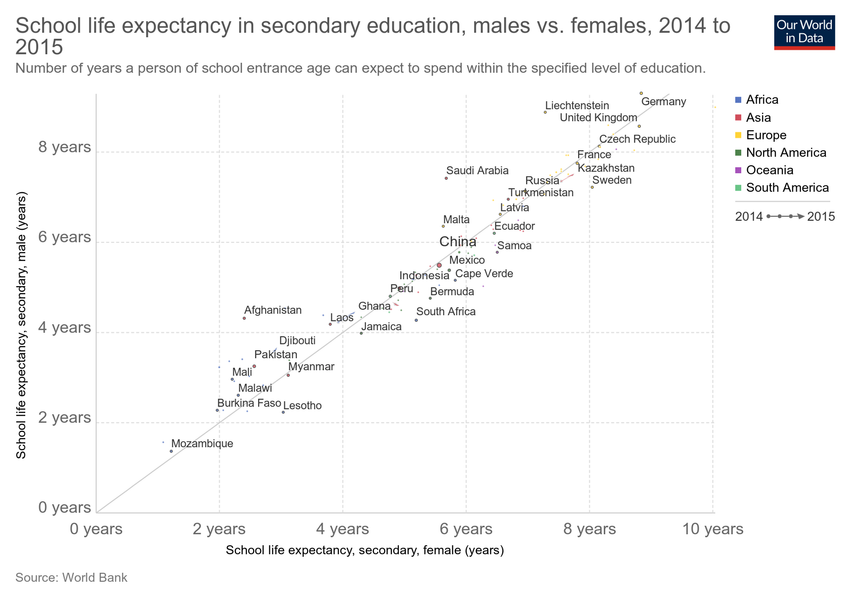 School life expectancy in secondary education, males vs. females, 2014 to
2015
Number of years a person of school entrance age can expect to spend within the specified level of education.
Our World
in Data
Africa
Asia
Europe
North America
Oceania
South America
2014
2015
School life expectancy, secondary, male (years)
8 years
6 years
4 years
2 years
0 years
Germany
Liechtenstein
United Kingdom
Czech Republic
France
Kazakhstan
Saudi Arabia
Russia
Sweden
Turkmenistan
Latvia
Malta
Ecuador
China
Samoa
Mexico
Indonesia
Cape Verde
Peru
Bermuda
Ghana
Afghanistan
South Africa
Laos
Jamaica
Djibouti
Pakistan
Myanmar
Mali
Malawi
Burkina Faso
Lesotho
Mozambique
0 years
2 years
4 years
6 years
8 years
10 years
School life expectancy, secondary, female (years)
Source: World Bank